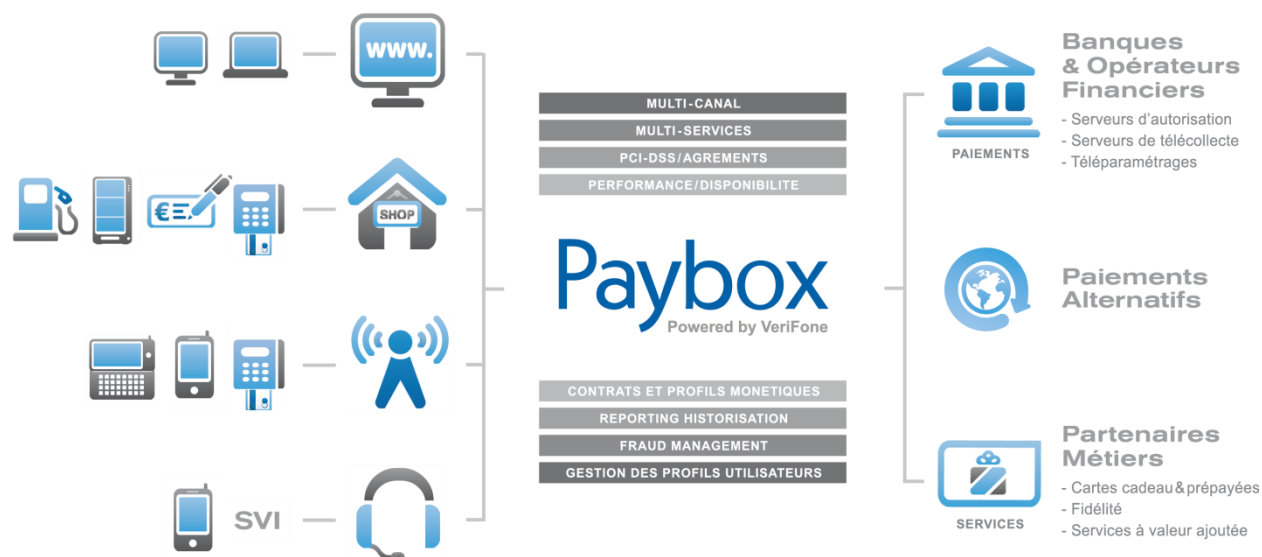 www.
SHOP
€
SVI
MULTI-CANAL
MULTI-SERVICES
PCI-DSS/AGREMENTS
PERFORMANCE/DISPONIBILITE
Paybox
Powered by VeriFone
CONTRATS ET PROFILS MONETIQUES
REPORTING HISTORISATION
FRAUD MANAGEMENT
GESTION DES PROFILS UTILISATEURS
PAIEMENTS
Banques
& Opérateurs
Financiers
- Serveurs d'autorisation
- Serveurs de télécollecte
- Téléparamétrages
Paiements
Alternatifs
SERVICES
Partenaires
Métiers
- Cartes cadeau & prépayées
- Fidélité
- Services à valeur ajoutée